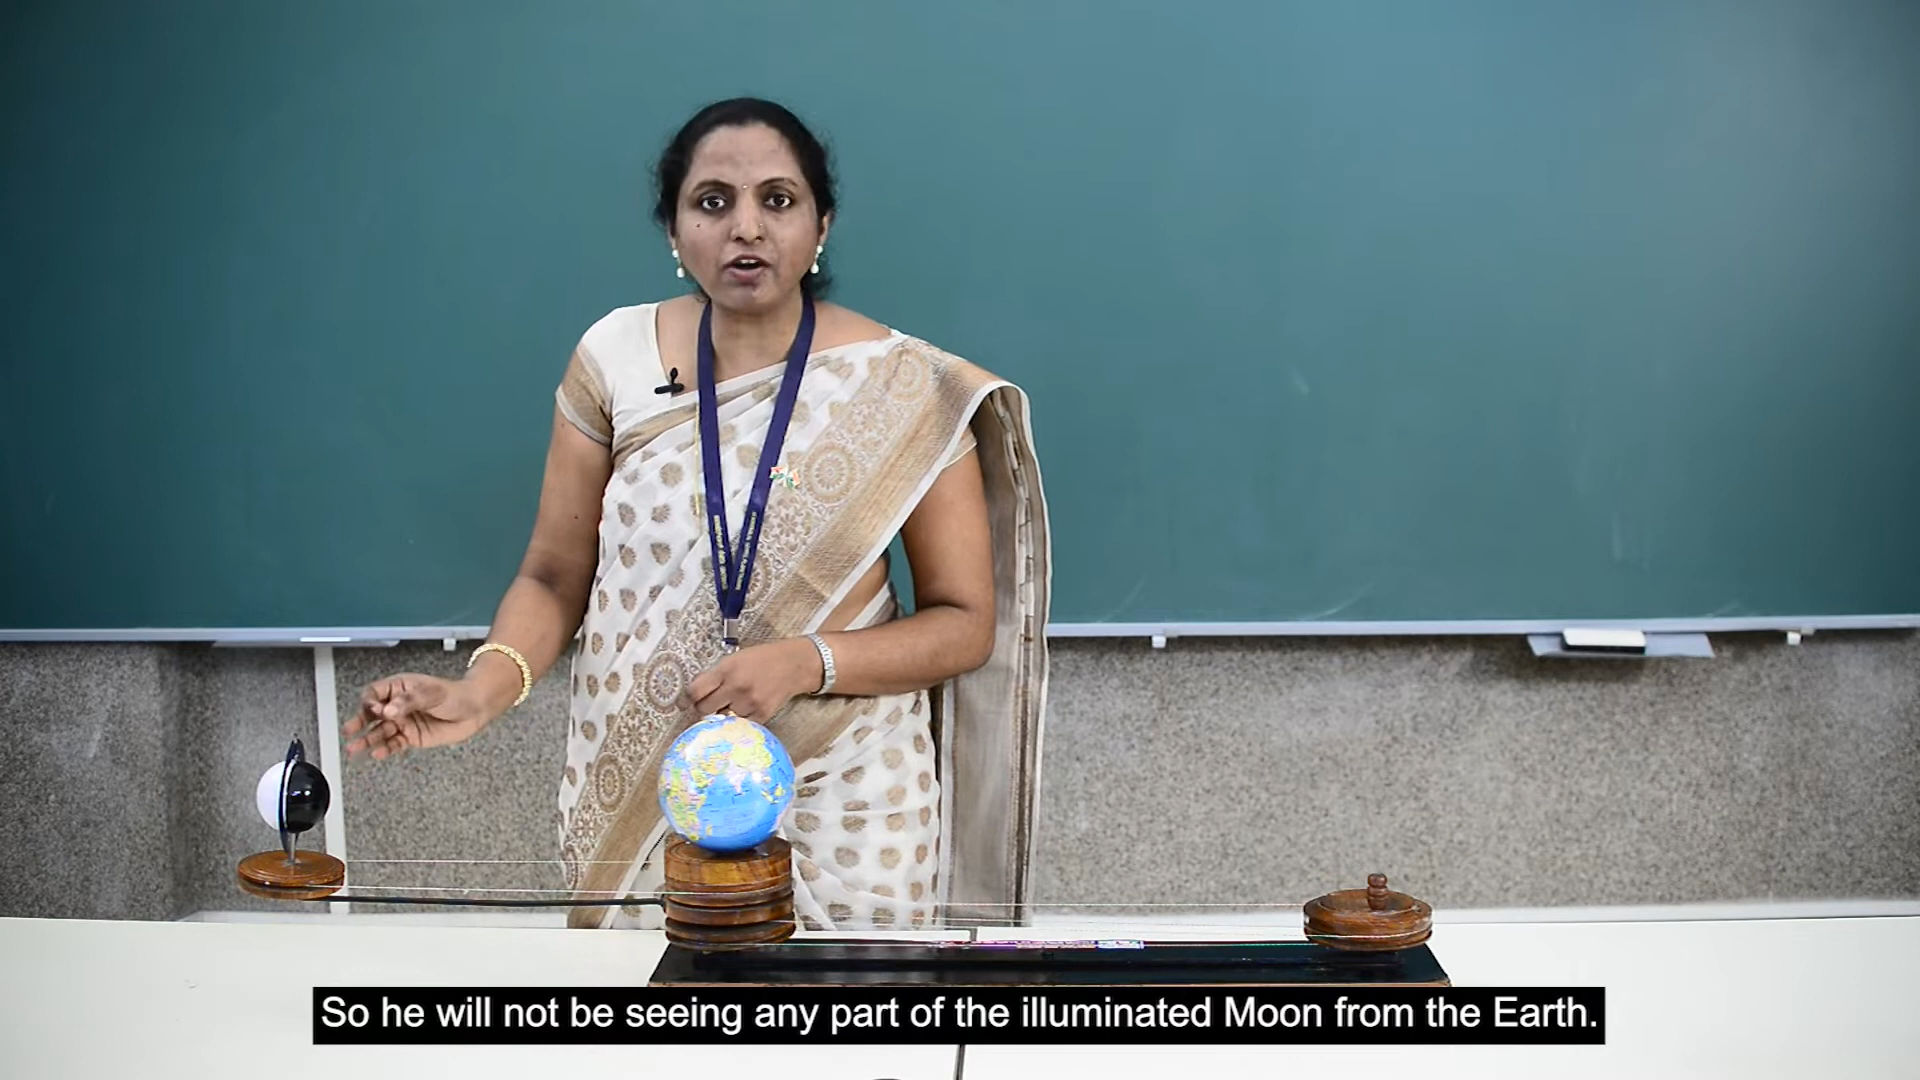 So he will not be seeing any part of the illuminated Moon from the Earth.